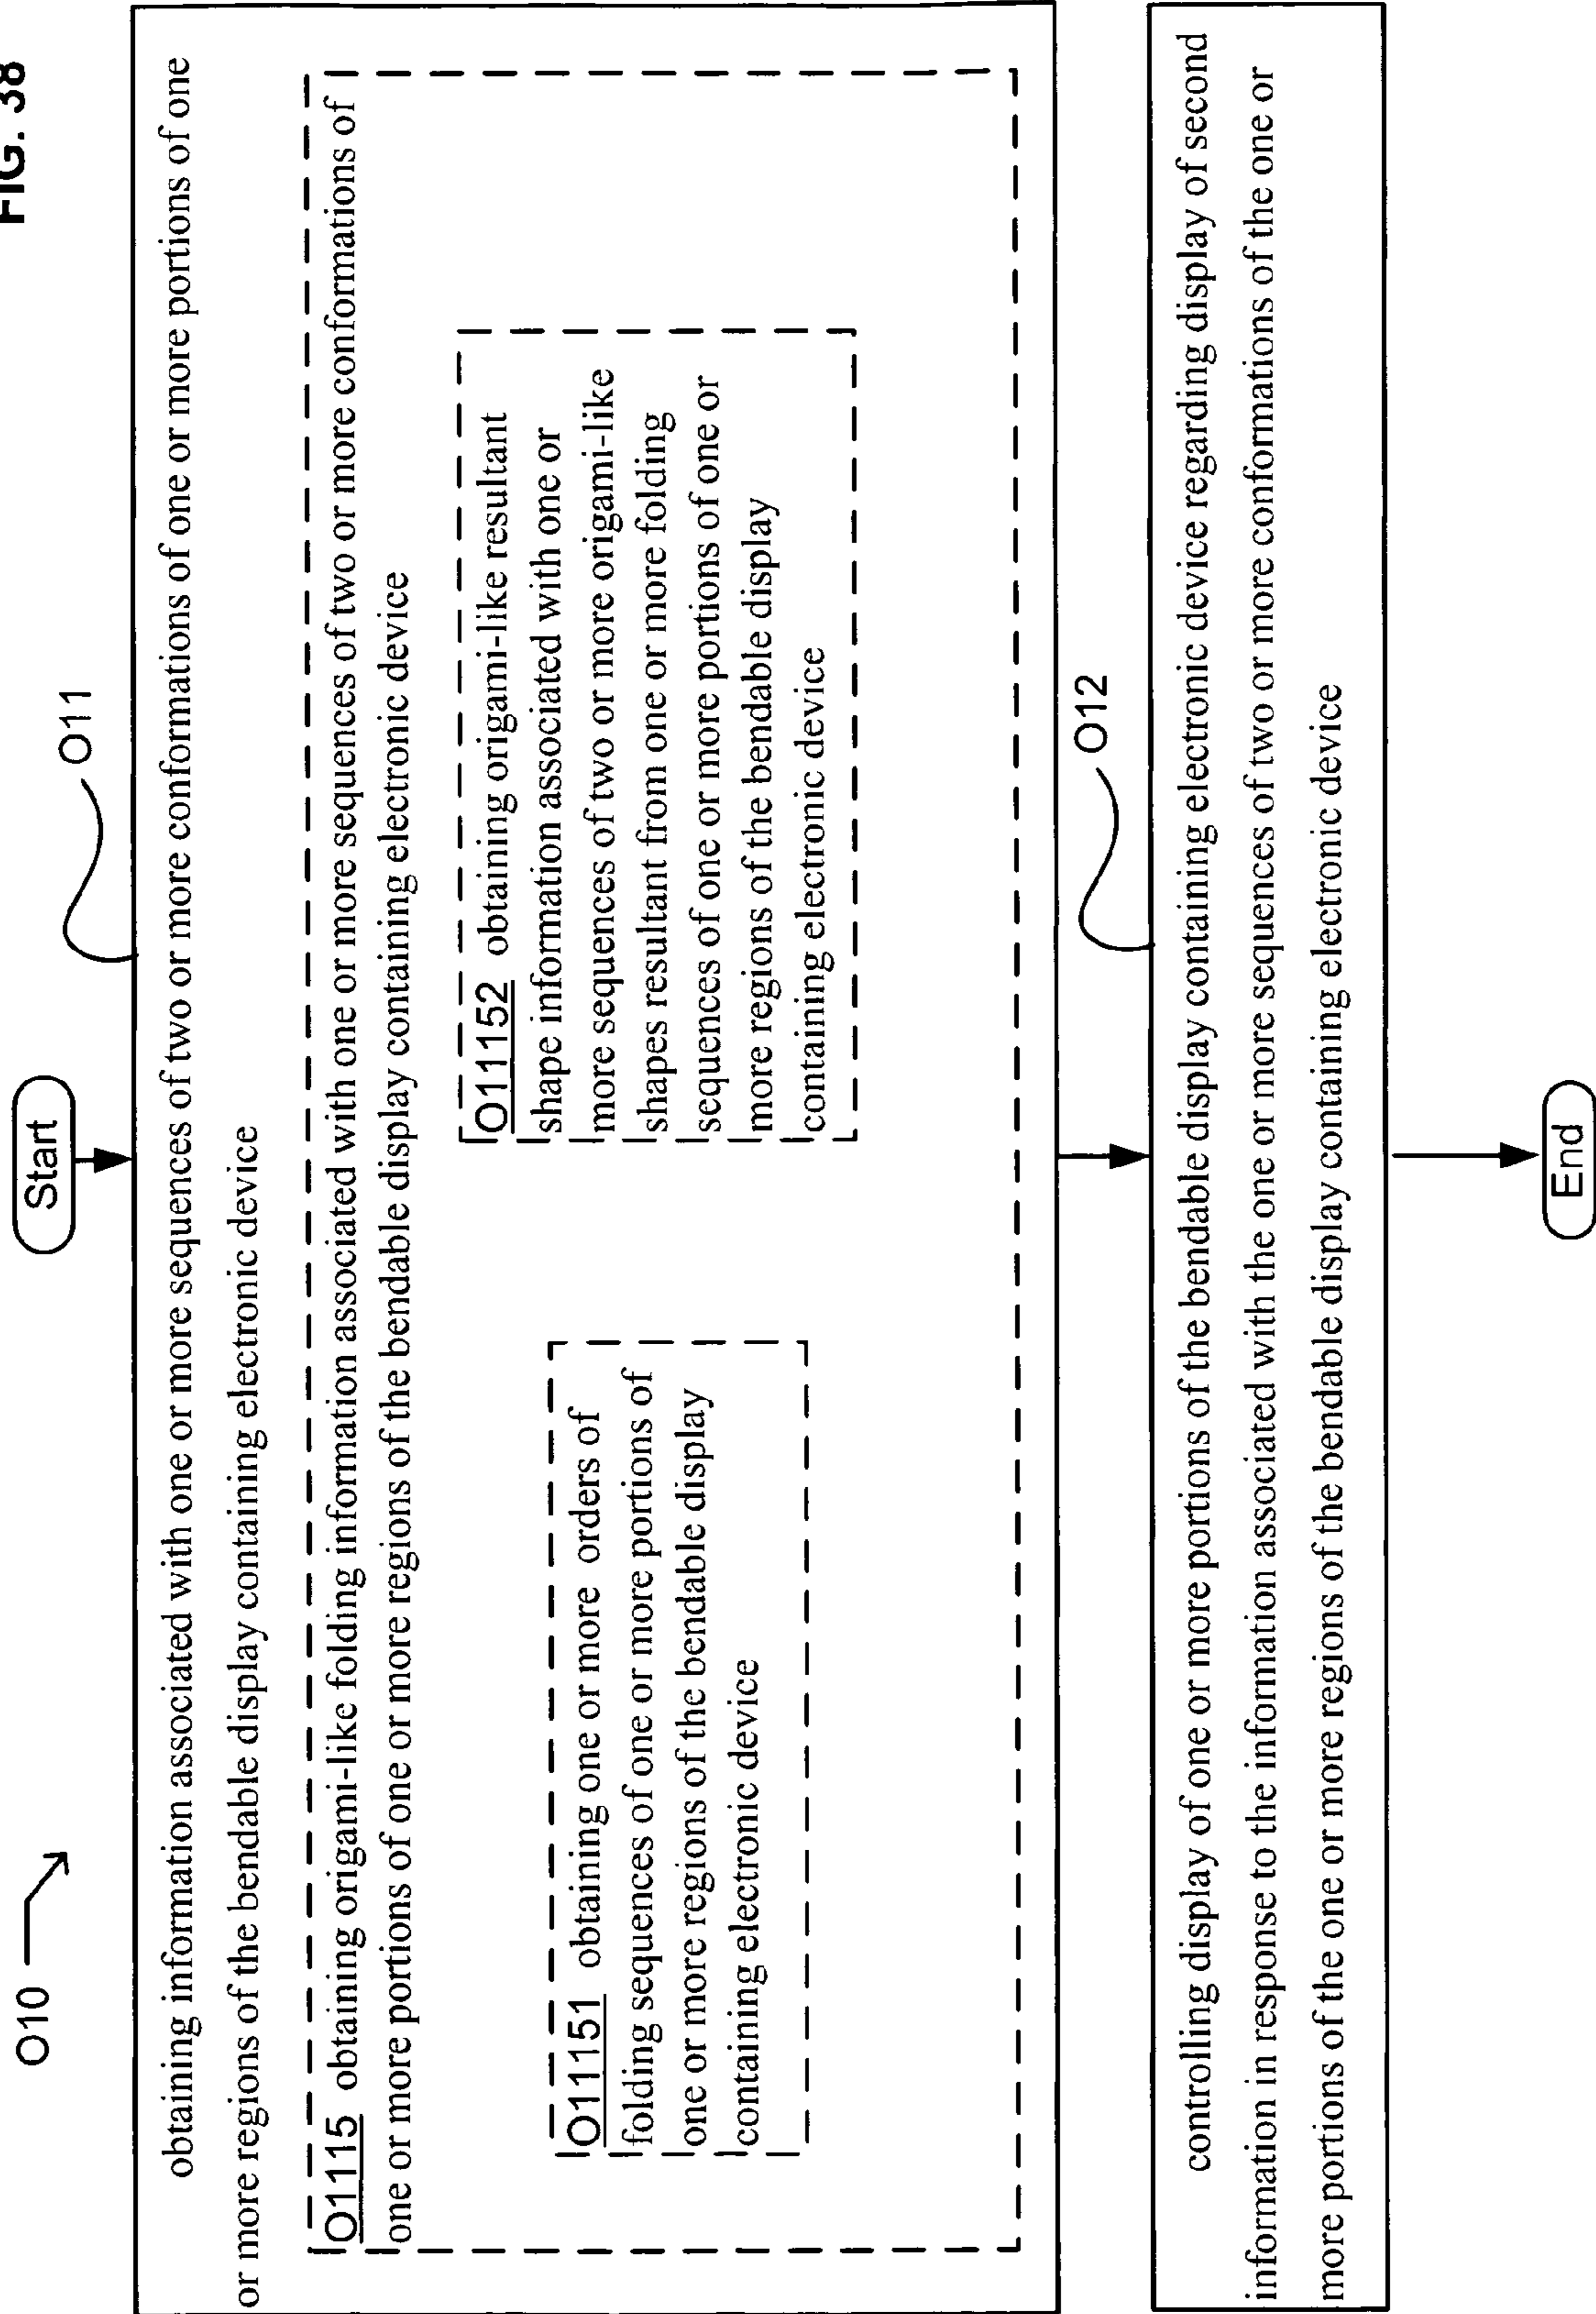 FIG. 38
O10
Start
O11
obtaining information associated with one or more sequences of two or more conformations of one or more portions of one
or more regions of the bendable display containing electronic device
O1115 obtaining origami-like folding information associated with one or more sequences of two or more conformations of
one or more portions of one or more regions of the bendable display containing electronic device
O11151 obtaining one or more orders of
folding sequences of one or more portions of
one or more regions of the bendable display
containing electronic device
O11152 obtaining origami-like resultant
shape information associated with one or
more sequences of two or more origami-like
shapes resultant from one or more folding
sequences of one or more portions of one or
more regions of the bendable display
containing electronic device
O12
controlling display of one or more portions of the bendable display containing electronic device regarding display of second
information in response to the information associated with the one or more sequences of two or more conformations of the one or
more portions of the one or more regions of the bendable display containing electronic device
End